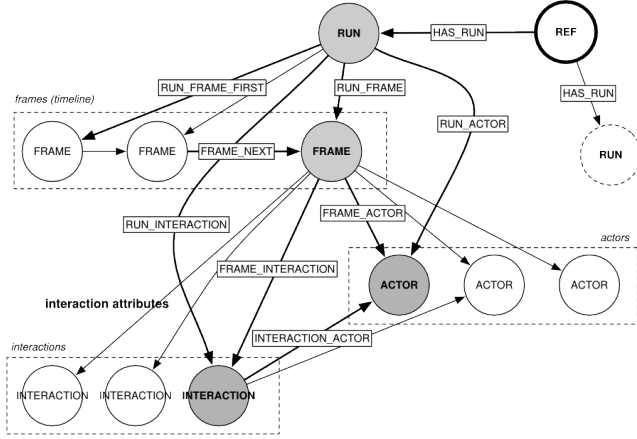 RUN
HAS_RUN
REF
RUN_FRAME_FIRST
RUN_FRAME
HAS_RUN
frames (timeline)
RUN_ACTOR
FRAME
FRAME
FRAME_NEXT
FRAME
RUN
FRAME_ACTOR
RUN_INTERACTION
actors
FRAME_INTERACTION
ACTOR
ACTOR
ACTOR
interaction attributes
INTERACTION_ACTOR
interactions
INTERACTION
INTERACTION
INTERACTION